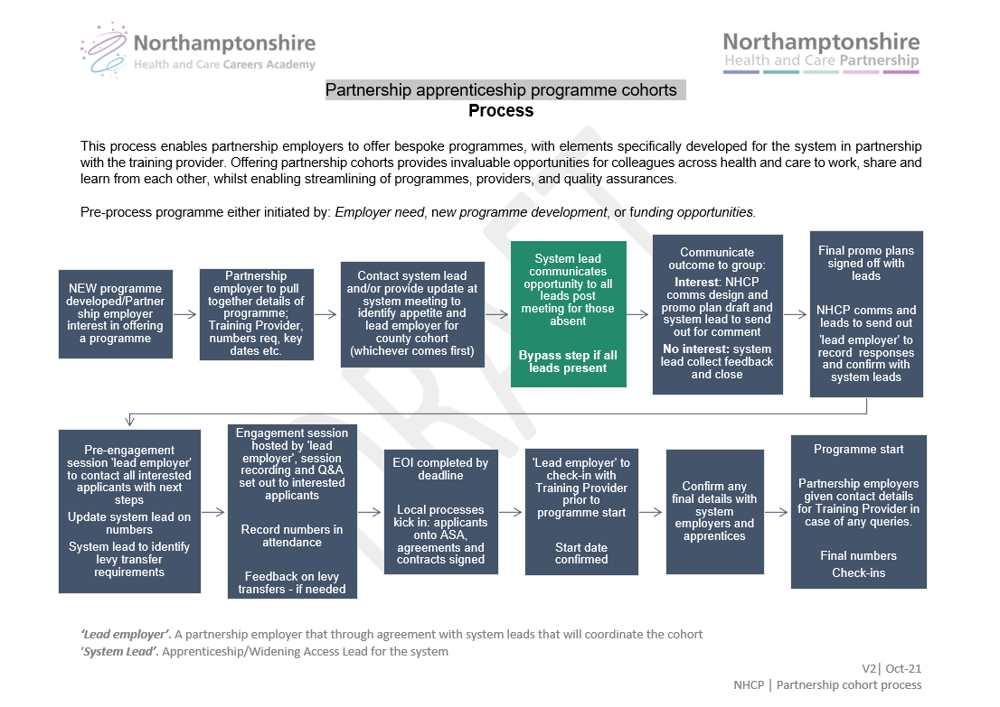 Northamptonshire
Health and Care Careers Academy
Northamptonshire
Health and Care Partnership
Partnership apprenticeship programme cohorts
Process
This process enables partnership employers to offer bespoke programmes, with elements specifically developed for the system in partnership
with the training provider. Offering partnership cohorts provides invaluable opportunities for colleagues across health and care to work, share and
learn from each other, whilst enabling streamlining of programmes, providers, and quality assurances.
Pre-process programme either initiated by: Employer need, new programme development, or funding opportunities.
NEW programme
developed/Partner
ship employer
interest in offering
a programme
Partnership
employer to pull
together details of
programme;
Training Provider,
numbers req, key
dates etc.
Contact system lead
and/or provide update at
system meeting to
identify appetite and
lead employer for
county cohort
(whichever comes first)
System lead
communicates
opportunity to all
leads post
meeting for those
absent
Bypass step if all
leads present
Communicate
outcome to group:
Interest: NHCP
comms design and
promo plan draft and
system lead to send
out for comment
No interest: system
lead collect feedback
and close
Final promo plans
signed off with
leads
NHCP comms and
leads to send out
'lead employer' to
record responses
and confirm with
system leads
Pre-engagement
session 'lead employer'
to contact all interested
applicants with next
steps
Update system lead on
numbers
System lead to identify
levy transfer
requirements
Engagement session
hosted by 'lead
employer', session
recording and Q&A
set out to interested
applicants
Record numbers in
attendance
Feedback on levy
transfers - if needed
EOI completed by
deadline
Local processes
kick in: applicants
onto ASA,
agreements and
contracts signed
'Lead employer' to
check-in with
Training Provider
prior to
programme start
Start date
confirmed
Confirm any
final details with
system
employers and
apprentices
Programme start
Partnership employers
given contact details
for Training Provider in
case of any queries.
Final numbers
Check-ins
DRAFT
‘Lead employer’. A partnership employer that through agreement with system leads that will coordinate the cohort
‘System Lead’. Apprenticeship/Widening Access Lead for the system
V2| Oct-21
NHCP | Partnership cohort process